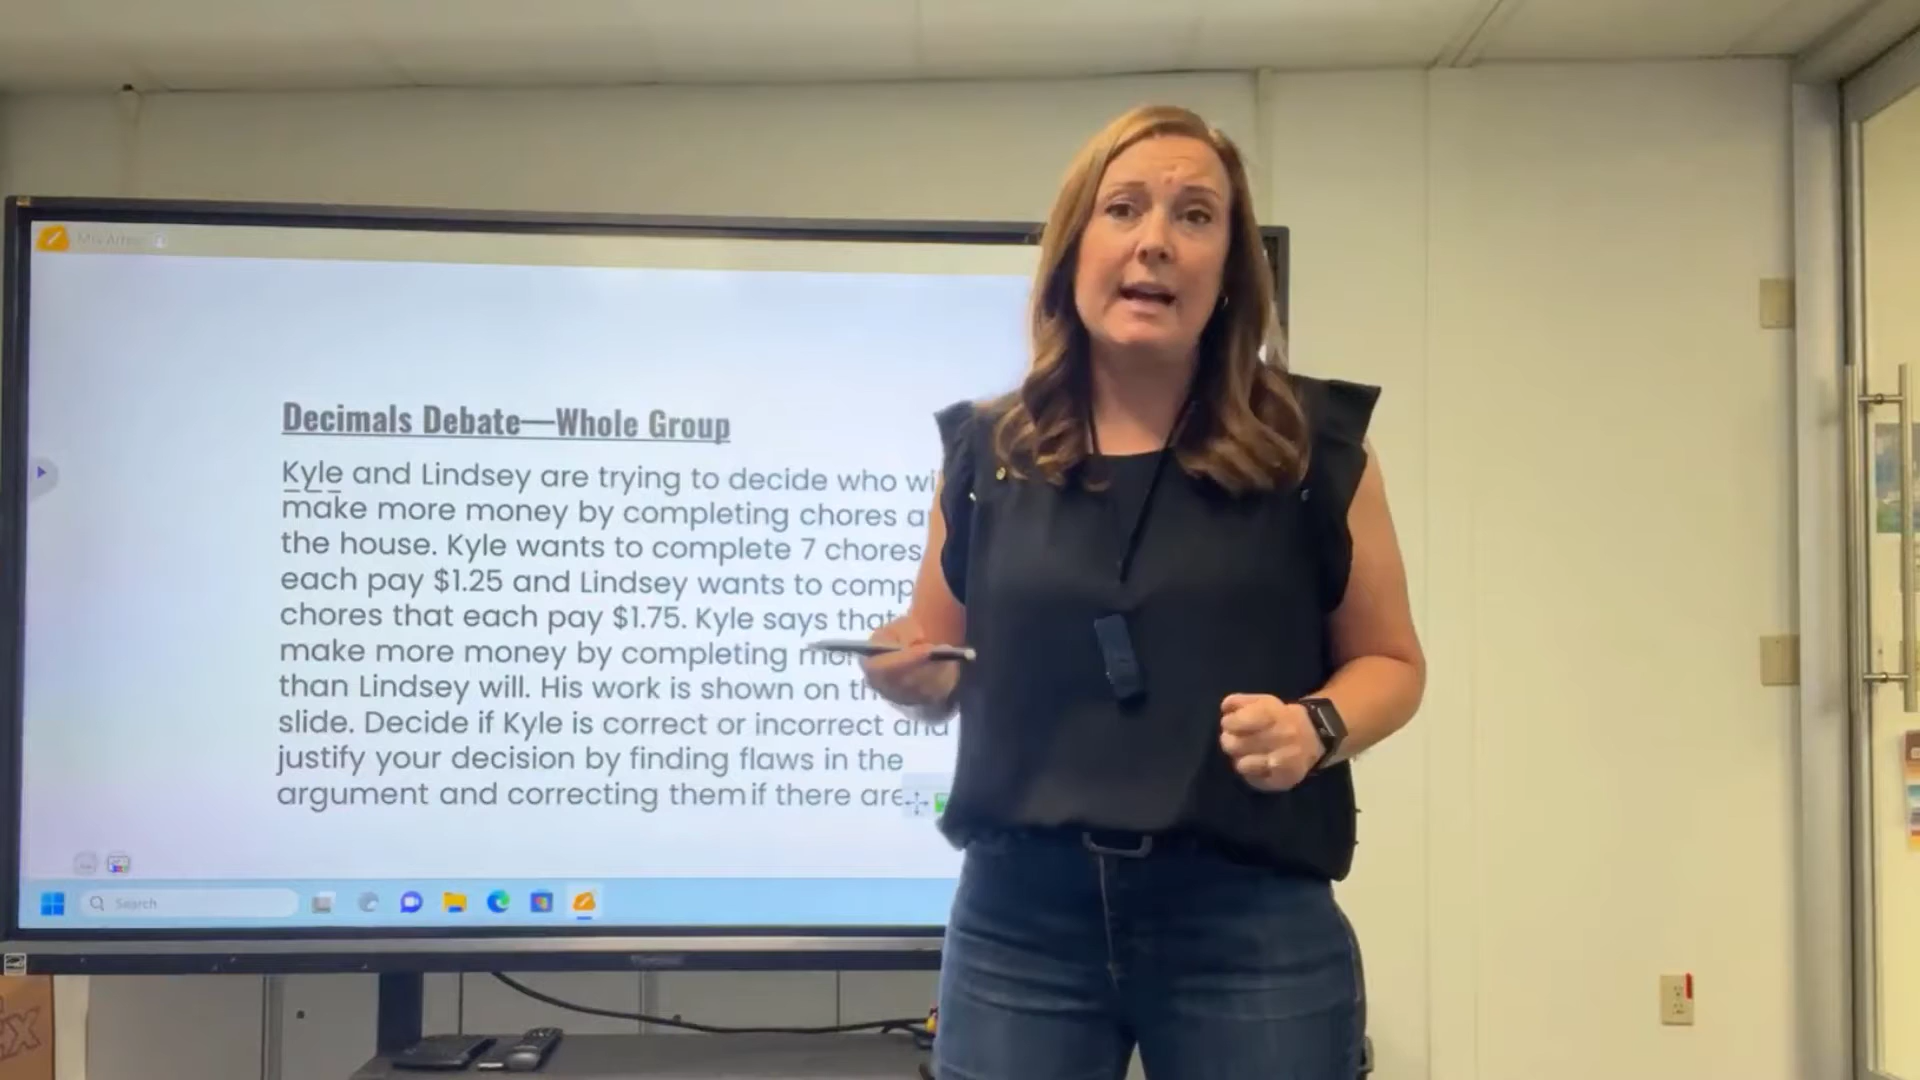 Mrs Arteaga
Decimals Debate—Whole Group
Kyle and Lindsey are trying to decide who wi
make more money by completing chores a
the house. Kyle wants to complete 7 chores
each pay $1.25 and Lindsey wants to comp
chores that each pay $1.75. Kyle says that
make more money by completing mor
than Lindsey will. His work is shown on th
slide. Decide if Kyle is correct or incorrect and
justify your decision by finding flaws in the
argument and correcting them if there are
Search